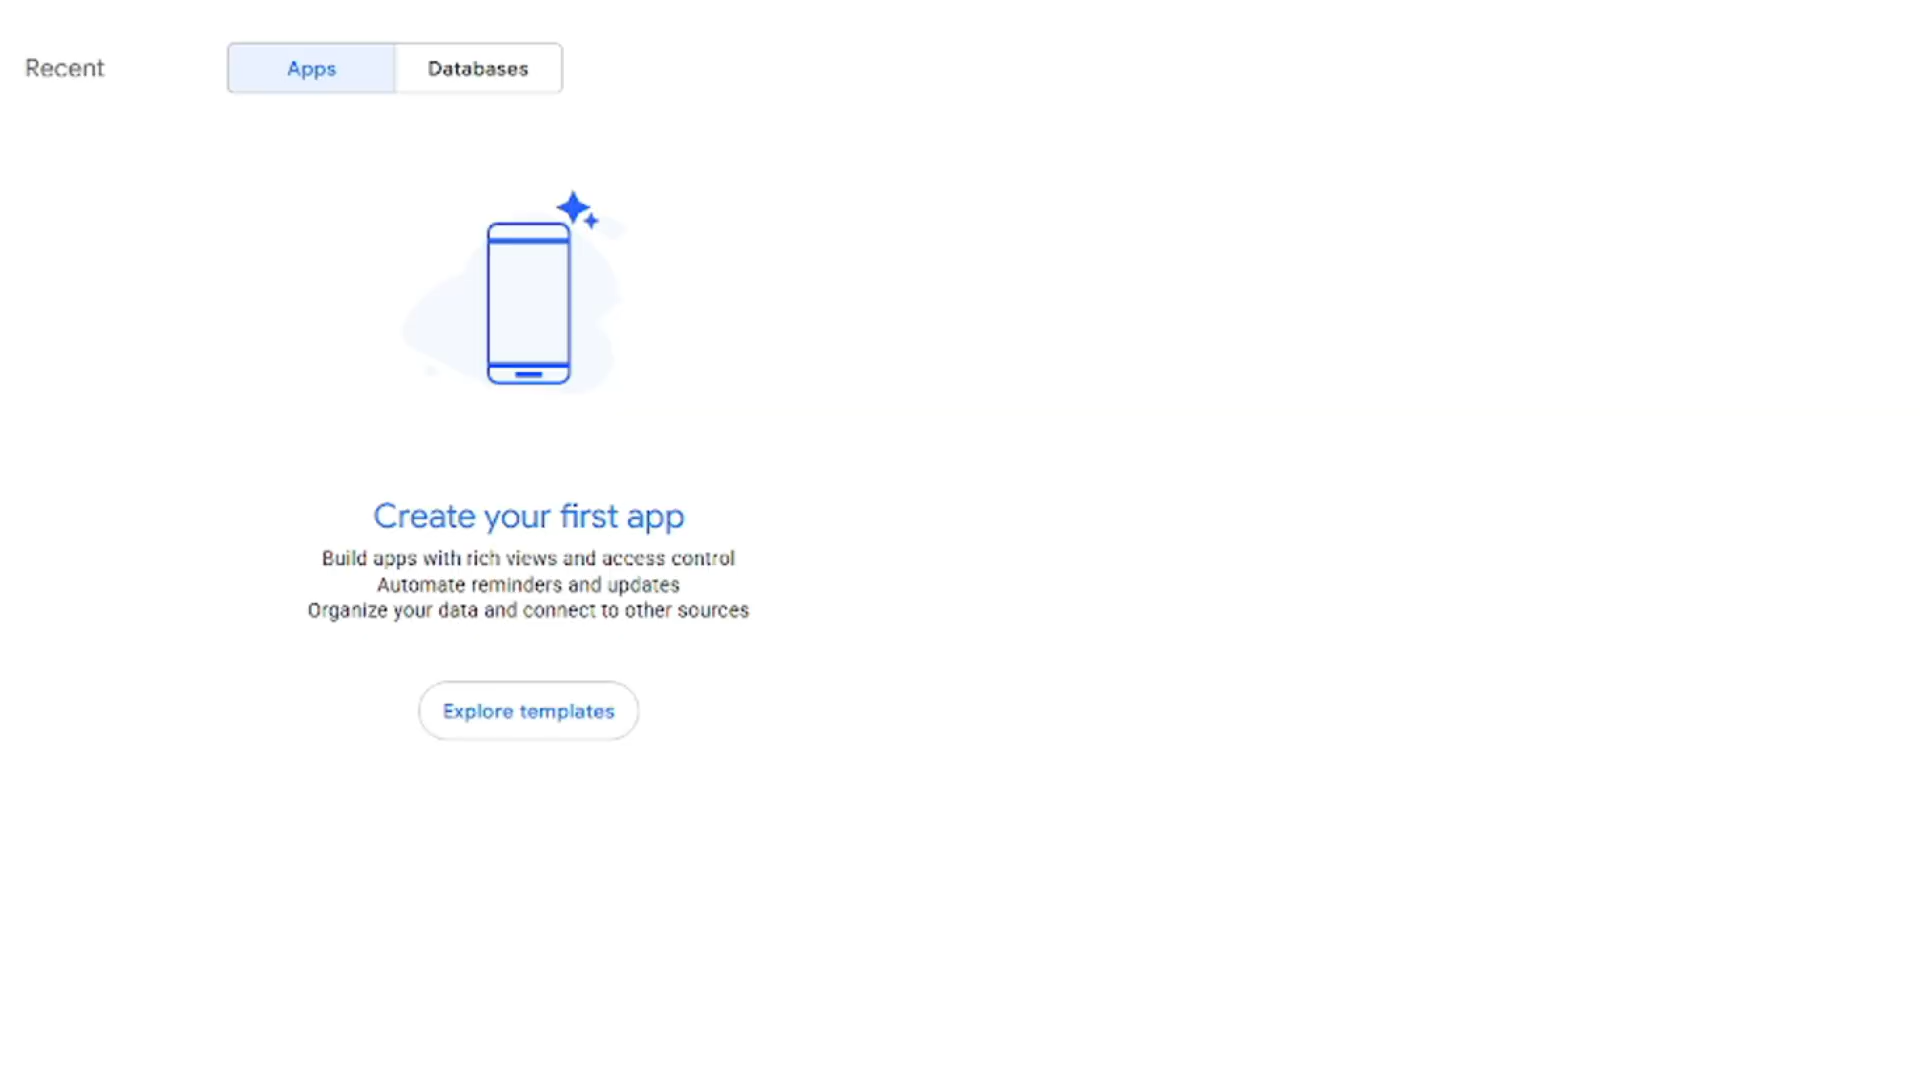 Recent
Apps
Databases
Create your first app
Build apps with rich views and access control
Automate reminders and updates
Organize your data and connect to other sources
Explore templates